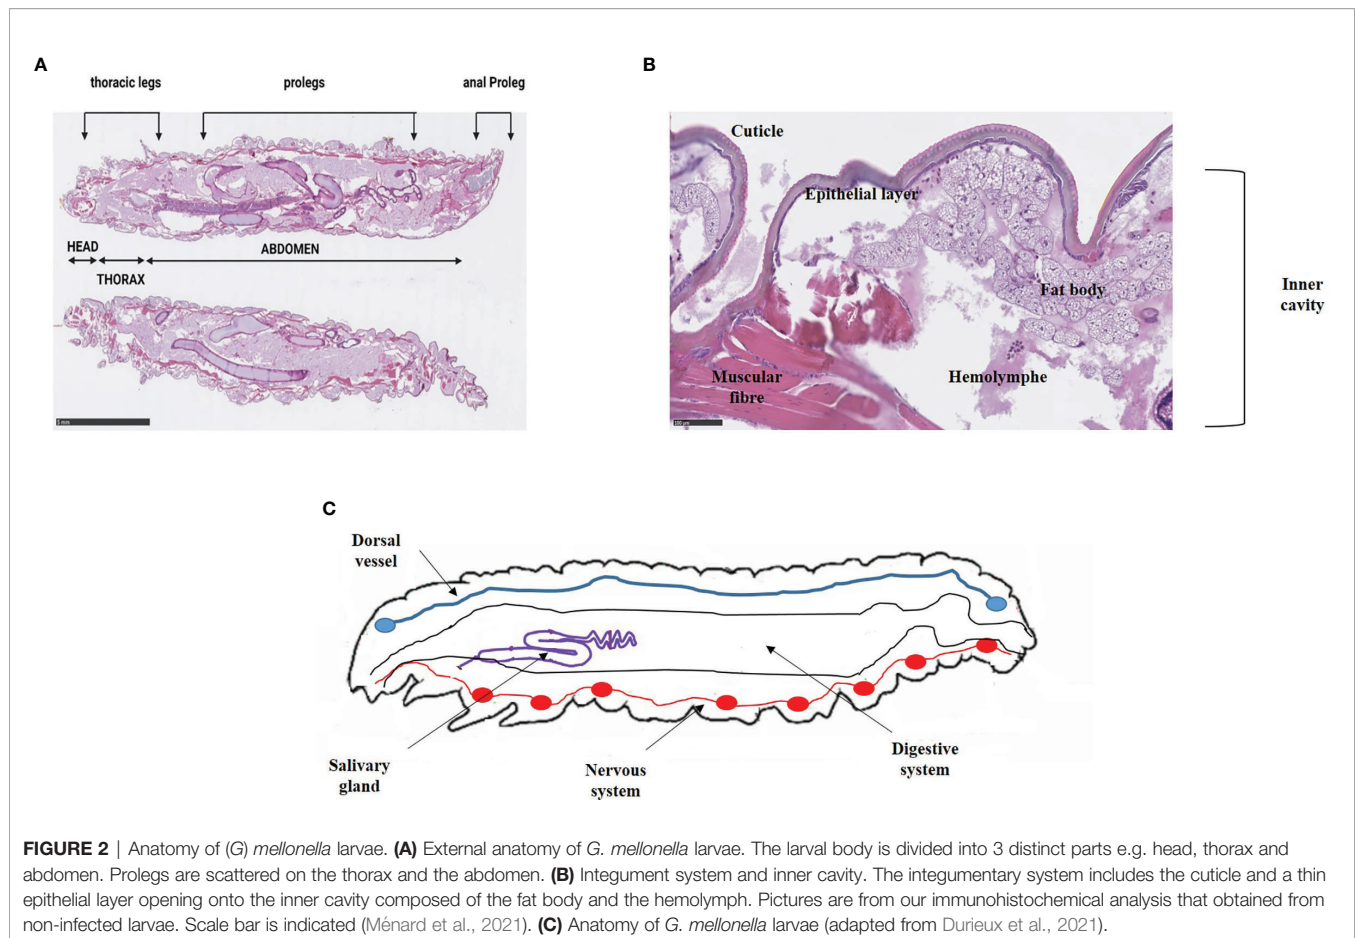 A
thoracic legs
prolegs
anal Proleg
HEAD
THORAX
ABDOMEN
5 mm
B
Cuticle
Epithelial layer
Fat body
Muscular
fibre
Hemolymphe
100 µm
Inner
cavity
C
Dorsal
vessel
Salivary
gland
Nervous
system
Digestive
system
FIGURE 2 | Anatomy of (G) mellonella larvae. (A) External anatomy of G. mellonella larvae. The larval body is divided into 3 distinct parts e.g. head, thorax and
abdomen. Prolegs are scattered on the thorax and the abdomen. (B) Integument system and inner cavity. The integumentary system includes the cuticle and a thin
epithelial layer opening onto the inner cavity composed of the fat body and the hemolymph. Pictures are from our immunohistochemical analysis that obtained from
non-infected larvae. Scale bar is indicated (Ménard et al., 2021). (C) Anatomy of G. mellonella larvae (adapted from Durieux et al., 2021).